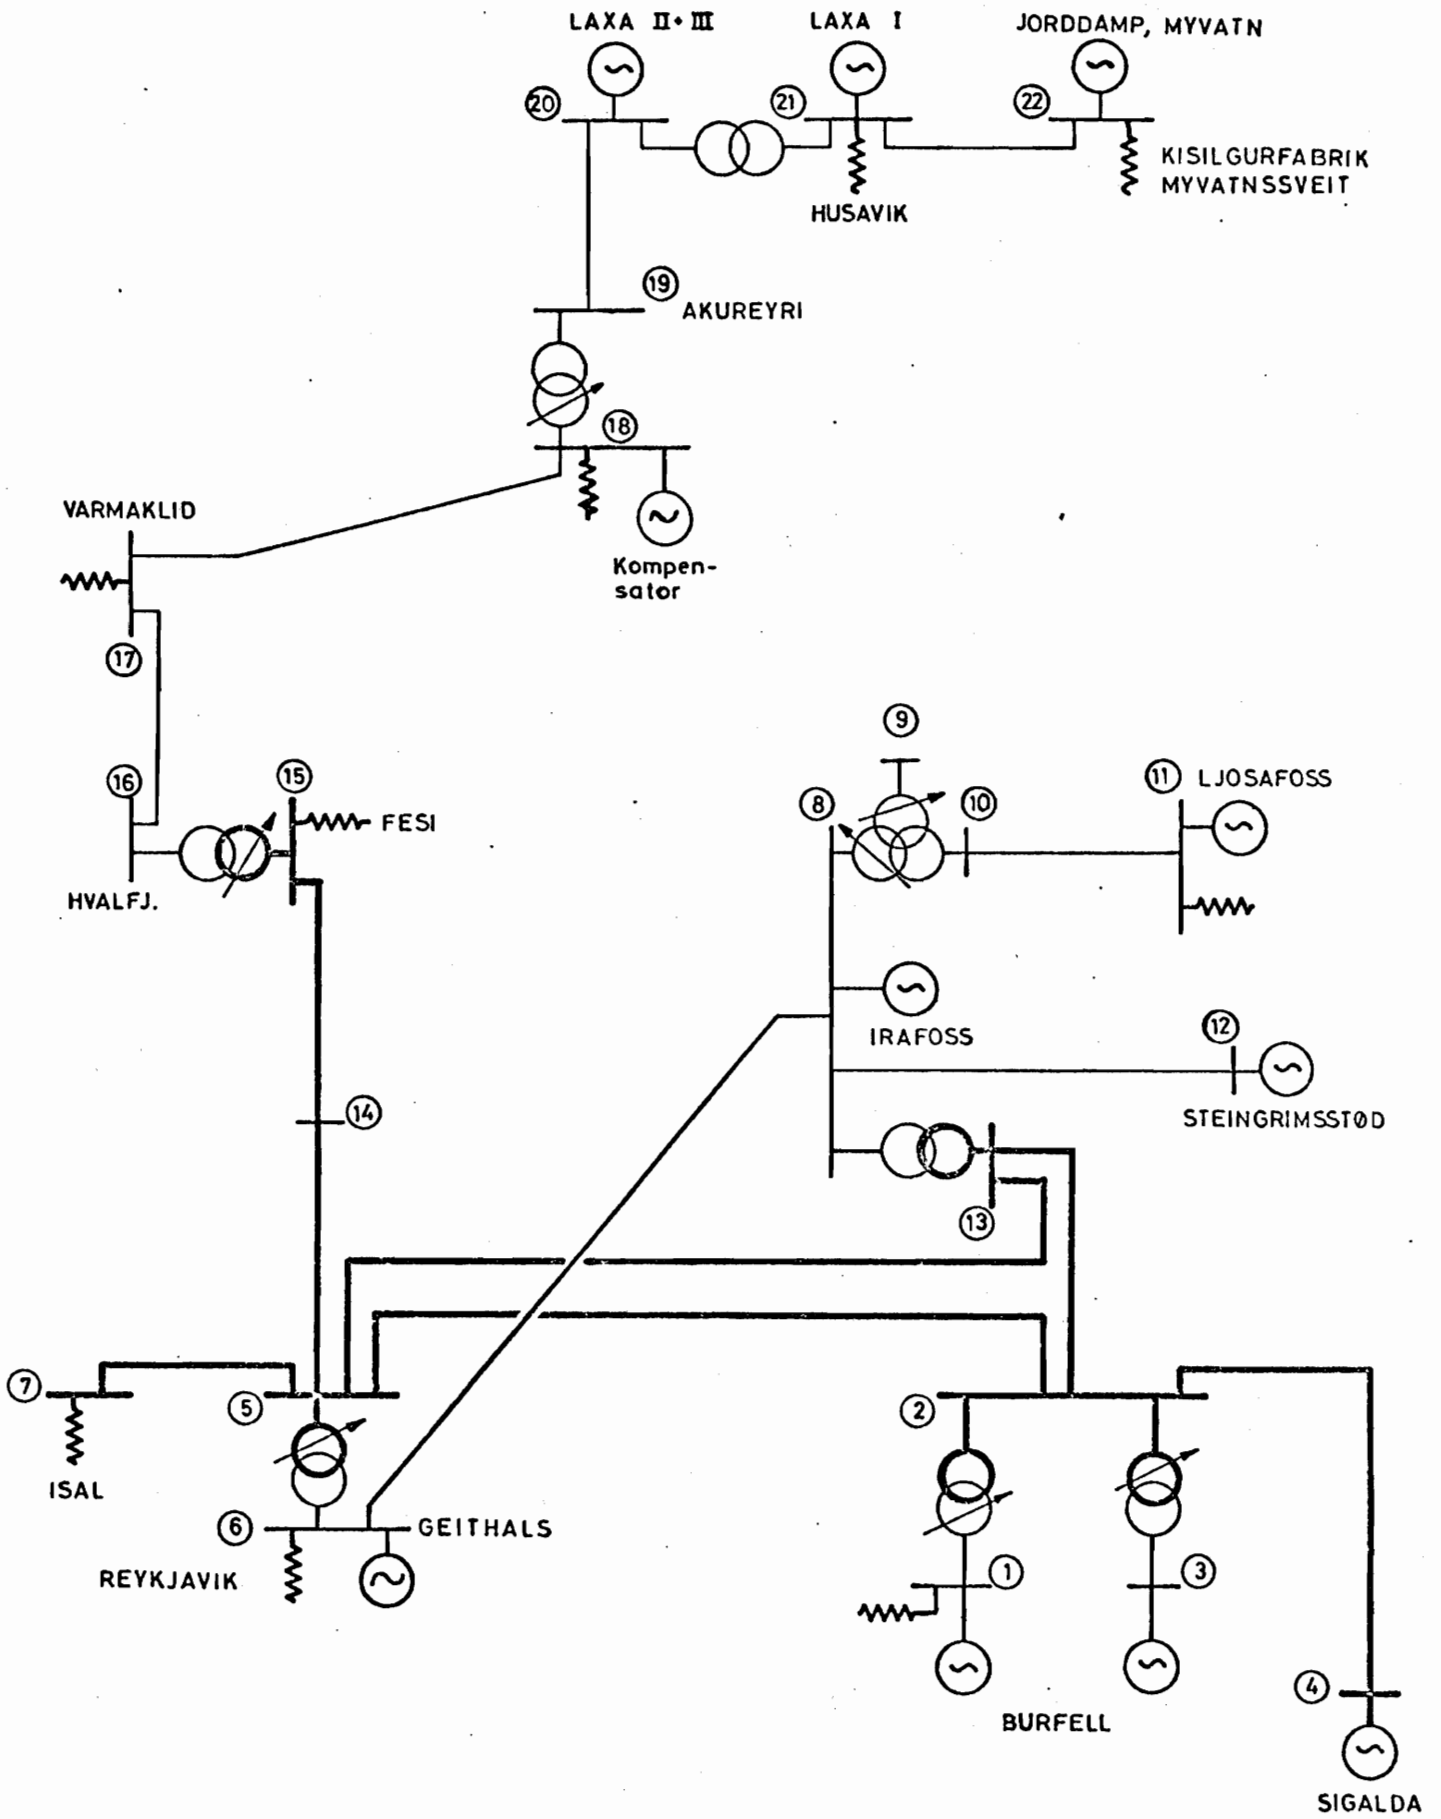 LAXA II+III
LAXA I
JORDDAMP, MYVATN
20
21
22
KISILGURFABRIK
MYVATNSSVEIT
HUSAVIK
19
AKUREYRI
18
VARMAKLID
Kompen-
sator
17
9
16
15
8
10
11
LJOSAFOSS
FESI
HVALFJ.
IRAFOSS
12
14
STEINGRIMSSTØD
13
7
5
2
ISAL
6
GEITHALS
REYKJAVIK
1
3
4
BURFELL
SIGALDA